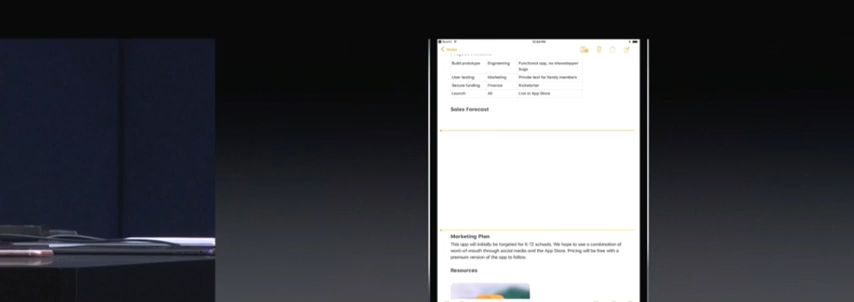 Notes
Build prototype Engineering Functional app, no showstopper
bugs
User testing Marketing Private test for family members
Secure funding Finance Kickstarter
Launch All Live in App Store
Sales Forecast
Marketing Plan
This app will initially be targeted for K-12 schools. We hope to use a combination of
word-of-mouth through social media and the App Store. Pricing will be free with a
premium version of the app to follow.
Resources